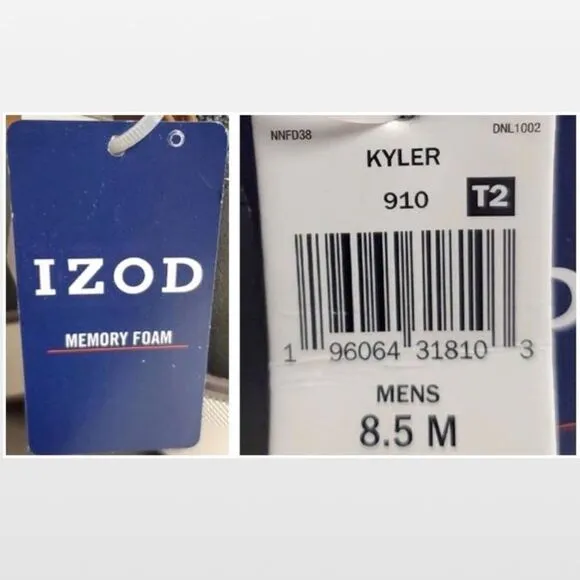 IZOD
MEMORY FOAM
NNFD38
DNL1002
KYLER
910
T2
1 96064 31810 3
MENS
8.5 M